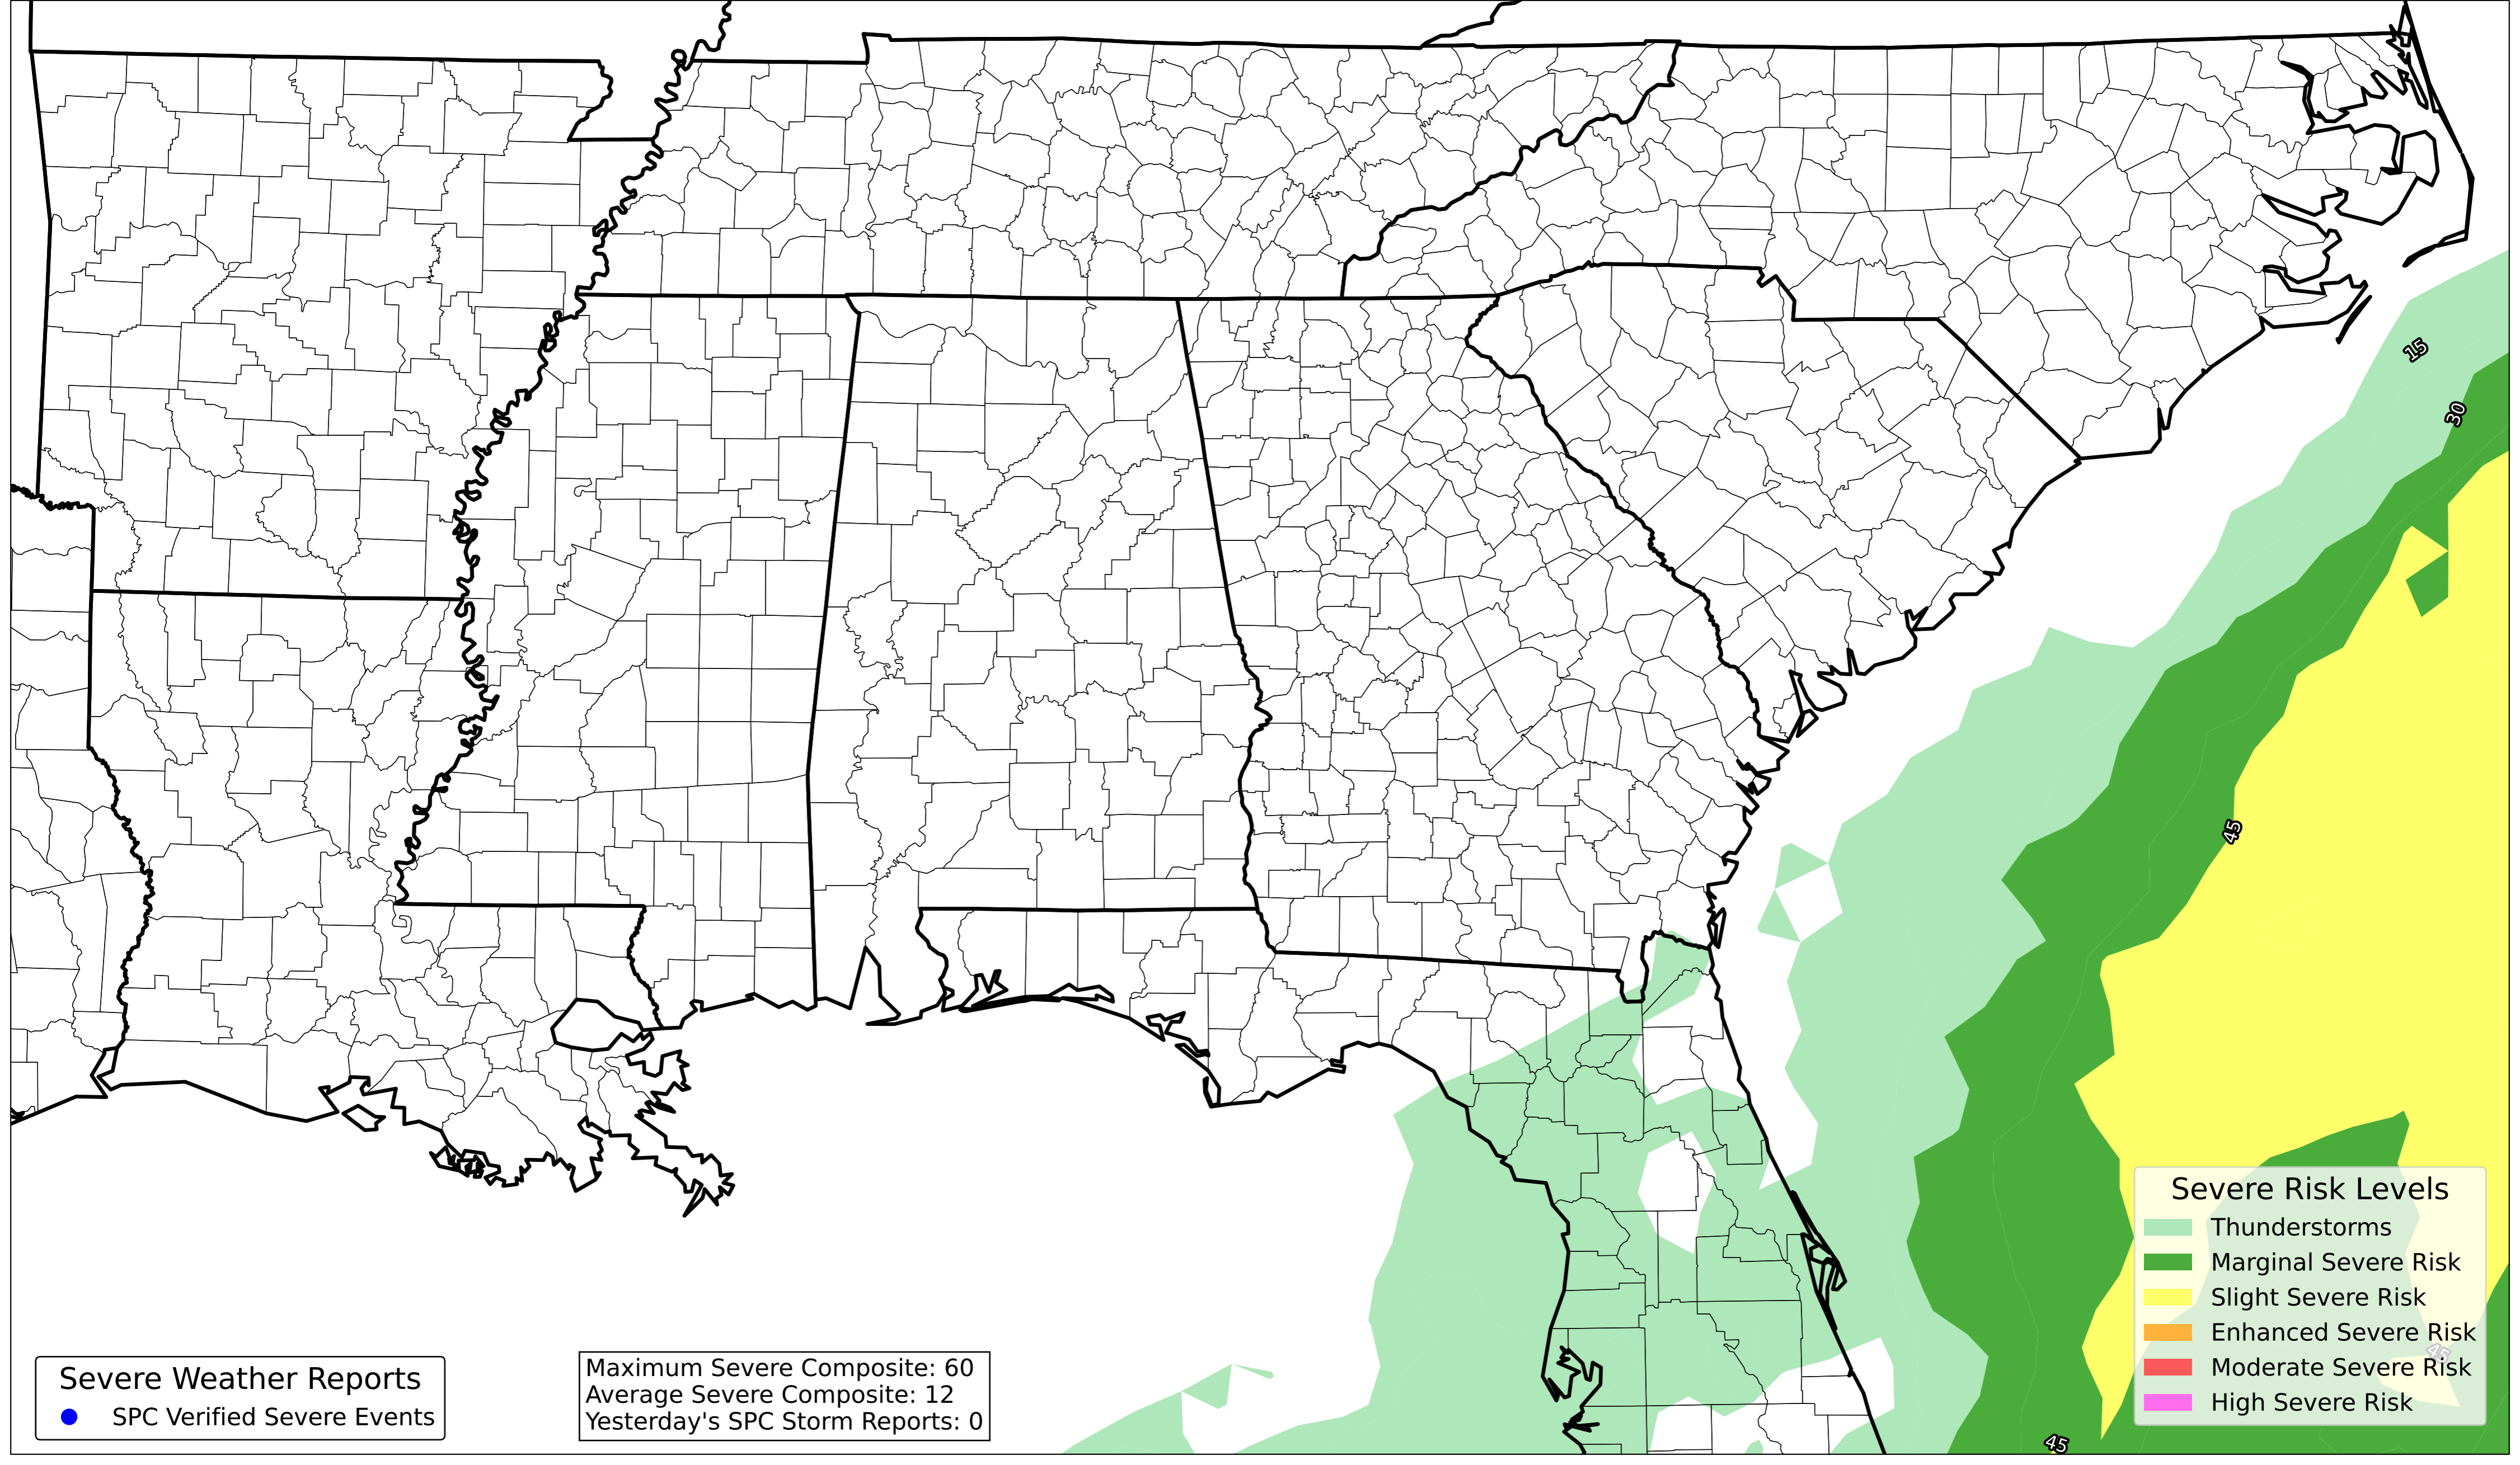 15
30
45
Severe Risk Levels
Thunderstorms
Marginal Severe Risk
Slight Severe Risk
Enhanced Severe Risk
Moderate Severe Risk
45
High Severe Risk
Severe Weather Reports
SPC Verified Severe Events
Maximum Severe Composite: 60
Average Severe Composite: 12
Yesterday's SPC Storm Reports: 0
45